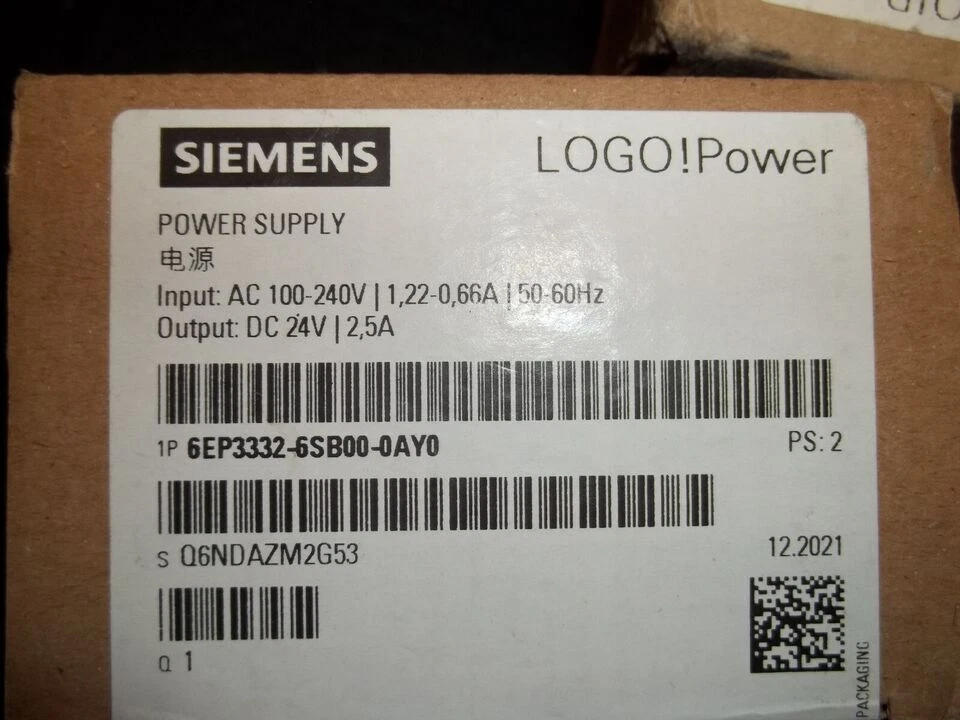 SIEMENS
LOGO!Power
POWER SUPPLY
电源
Input: AC 100-240V | 1,22-0,66A | 50-60Hz
Output: DC 24V | 2,5A
1P 6EP3332-6SB00-0AY0
PS: 2
S Q6NDAZM2G53
12.2021
Q 1
PACKAGING